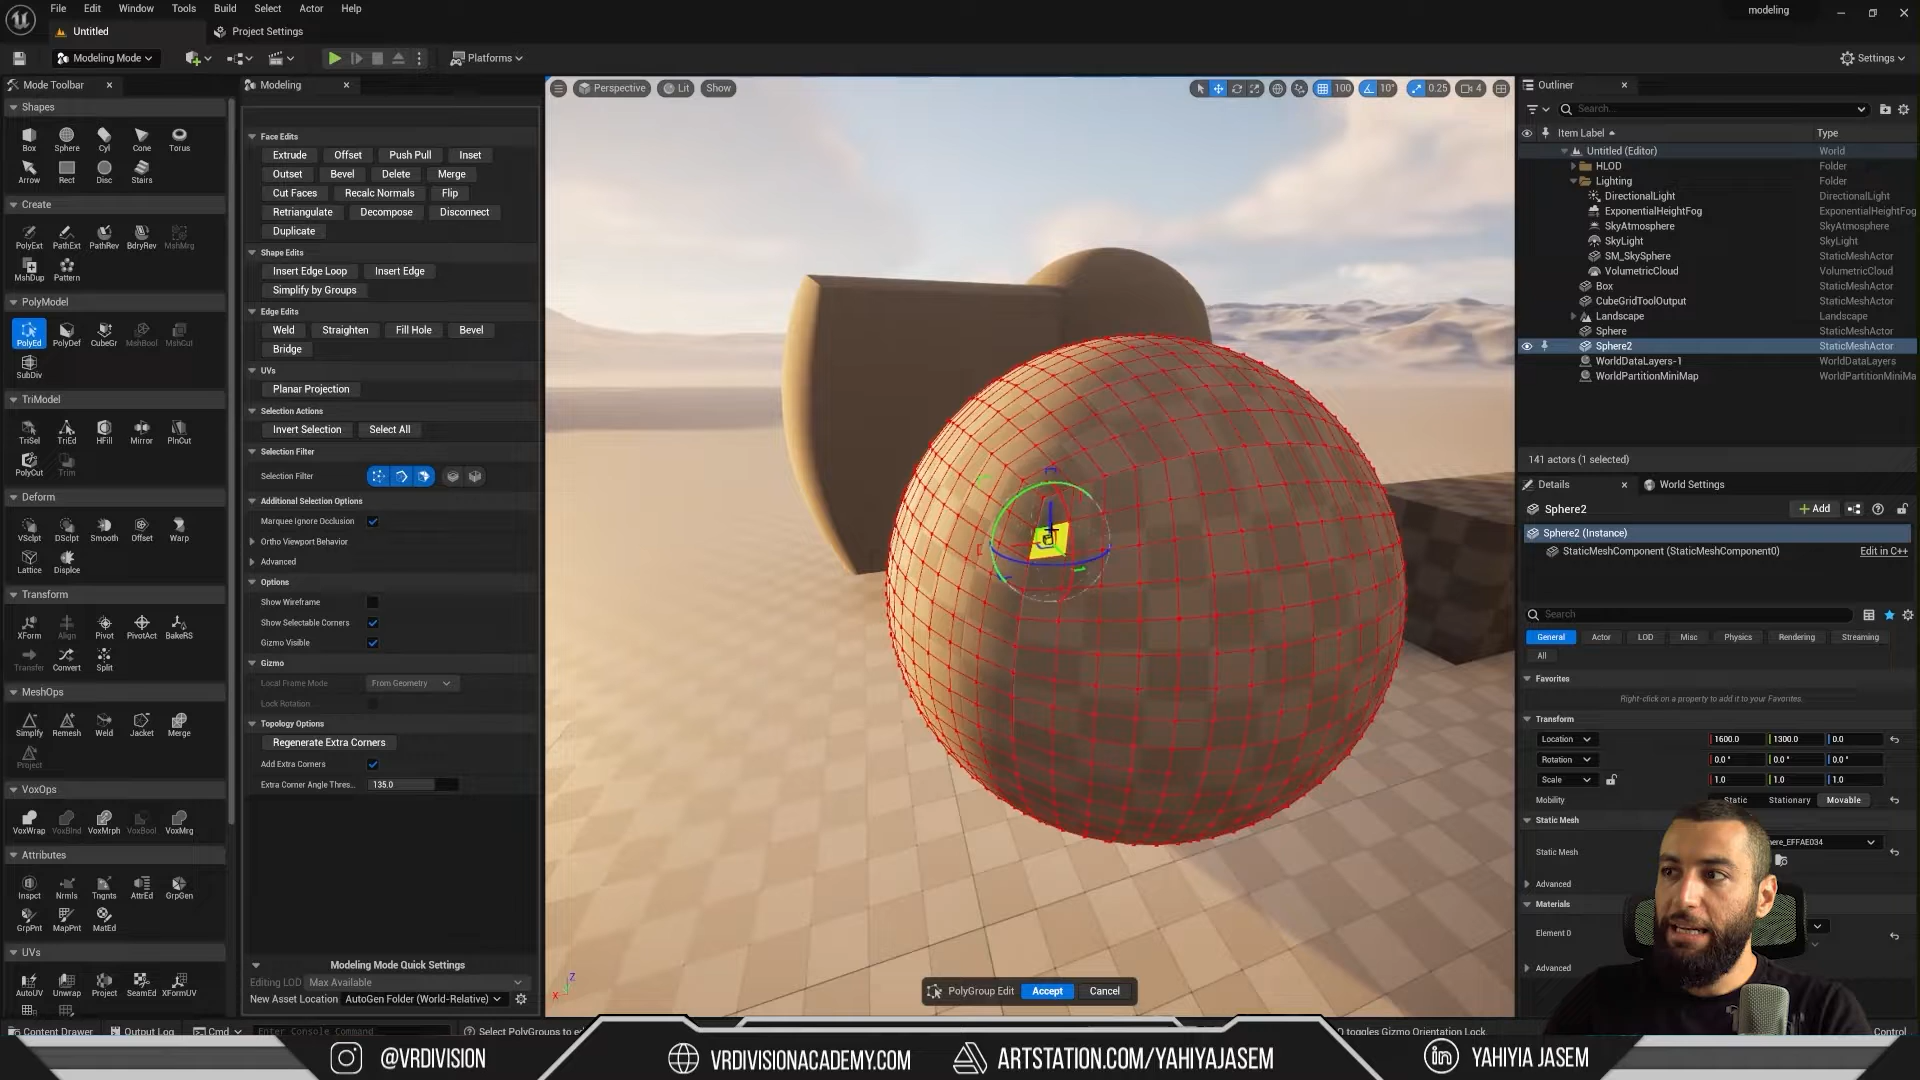 File Edit Window Tools Build Select Actor Help
modeling
Untitled
Project Settings
Modeling Mode
Platforms
Settings
Mode Toolbar
Shapes
Box Sphere Cyl Cone Torus
Arrow Rect Disc Stairs
Create
PolyExt PathExt PathRev BdryRev MshMrg
MshDup Pattern
PolyModel
PolyEd PolyDef CubeGr MshBool MshCut
SubDiv
TriModel
TriSel TriEd HFill Mirror PlnCut
PolyCut Trim
Deform
VSclpt DSclpt Smooth Offset Warp
Lattice Displce
Transform
XForm Align Pivot PivotAct BakeRS
Transfer Convert Split
MeshOps
Simplfy Remesh Weld Jacket Merge
Project
VoxOps
VoxWrap VoxBlnd VoxMrph VoxBool VoxMrg
Attributes
Inspct Nrmls Tngnts AttrEd GrpGen
GrpPnt MapPnt MatEd
UVs
AutoUV Unwrap Project SeamEd XFormUV
Modeling
Face Edits
Extrude Offset Push Pull Inset
Outset Bevel Delete Merge
Cut Faces Recalc Normals Flip
Retriangulate Decompose Disconnect
Duplicate
Shape Edits
Insert Edge Loop Insert Edge
Simplify by Groups
Edge Edits
Weld Straighten Fill Hole Bevel
Bridge
UVs
Planar Projection
Selection Actions
Invert Selection Select All
Selection Filter
Selection Filter
Additional Selection Options
Marquee Ignore Occlusion
Ortho Viewport Behavior
Advanced
Options
Show Wireframe
Show Selectable Corners
Gizmo Visible
Gizmo
Local Frame Mode From Geometry
Lock Rotation
Topology Options
Regenerate Extra Corners
Add Extra Corners
Extra Corner Angle Thres... 135.0
Modeling Mode Quick Settings
Editing LOD Max Available
New Asset Location AutoGen Folder (World-Relative)
Perspective Lit Show
100 10° 0.25 4
PolyGroup Edit Accept Cancel
Z
X
Outliner
Search...
Item Label Type
Untitled (Editor) World
HLOD Folder
Lighting Folder
DirectionalLight DirectionalLight
ExponentialHeightFog ExponentialHeightFog
SkyAtmosphere SkyAtmosphere
SkyLight SkyLight
SM_SkySphere StaticMeshActor
VolumetricCloud VolumetricCloud
Box StaticMeshActor
CubeGridToolOutput StaticMeshActor
Landscape Landscape
Sphere StaticMeshActor
Sphere2 StaticMeshActor
WorldDataLayers-1 WorldDataLayers
WorldPartitionMiniMap WorldPartitionMiniMa
141 actors (1 selected)
Details World Settings
Sphere2 + Add
Sphere2 (Instance)
StaticMeshComponent (StaticMeshComponent0) Edit in C++
Search
General Actor LOD Misc Physics Rendering Streaming
All
Favorites
Right-click on a property to add it to your Favorites.
Transform
Location 1600.0 1300.0 0.0
Rotation 0.0° 0.0° 0.0°
Scale 1.0 1.0 1.0
Mobility Static Stationary Movable
Static Mesh
Static Mesh here_EFFAE034
Advanced
Materials
Element 0
Advanced
Content Drawer Output Log Cmd Enter Console Command Select PolyGroups to ed
toggles Gizmo Orientation Lock.
Control
@VRDIVISION VRDIVISIONACADEMY.COM ARTSTATION.COM/YAHIYAJASEM YAHIYIA JASEM